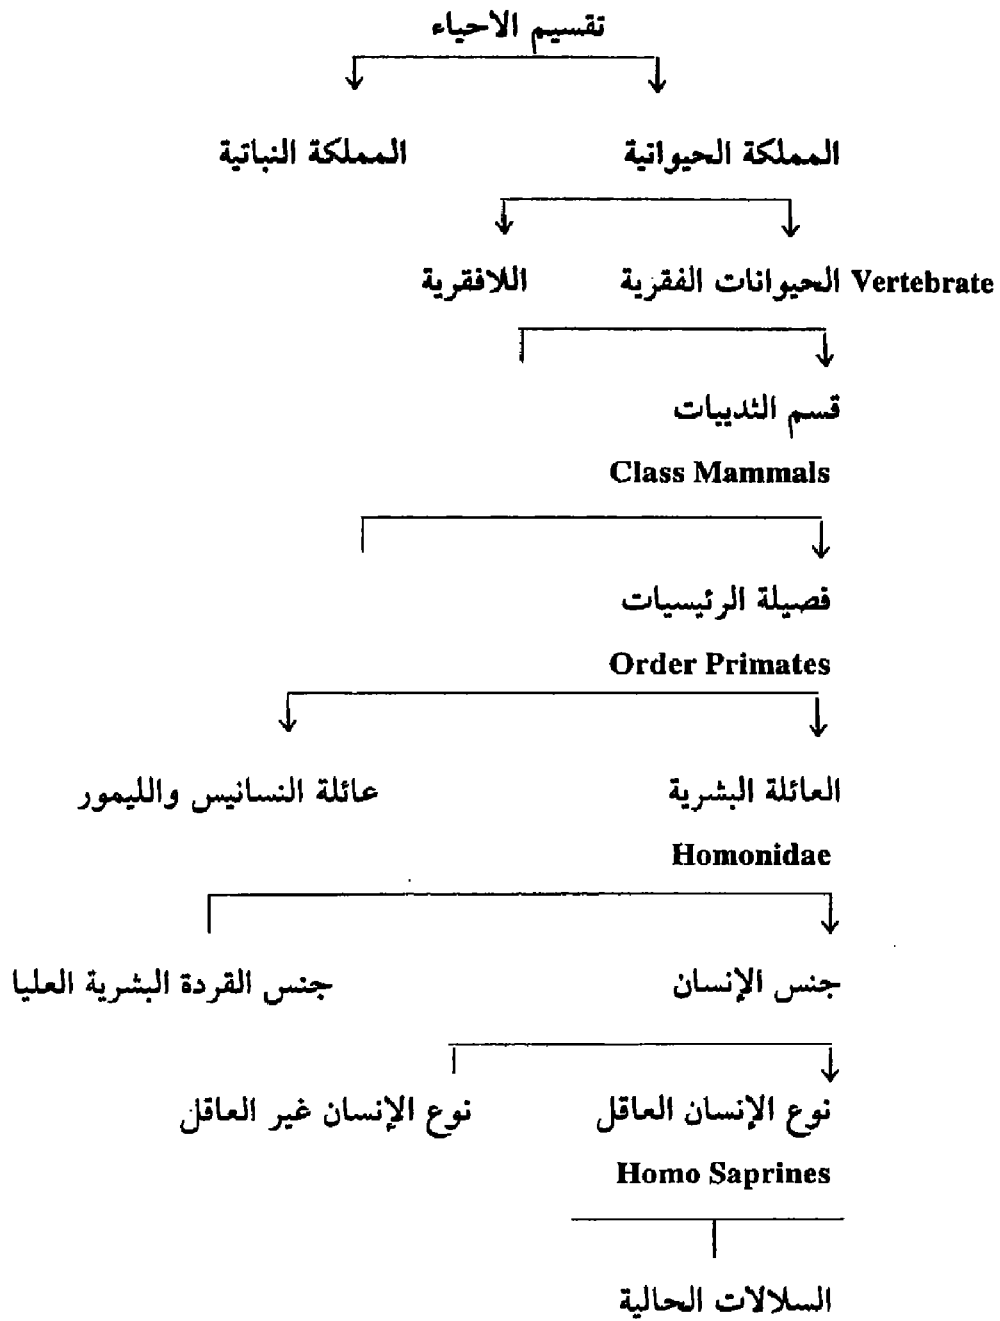 تقسيم الاحياء
المملكة الحيوانية المملكة النباتية
Vertebrate الحيوانات الفقرية اللافقرية
قسم الثدييات
Class Mammals
فصيلة الرئيسيات
Order Primates
العائلة البشرية عائلة النسانيس والليمور
Homonidae
جنس الإنسان جنس القردة البشرية العليا
نوع الإنسان العاقل نوع الإنسان غير العاقل
Homo Saprines
السلالات الحالية